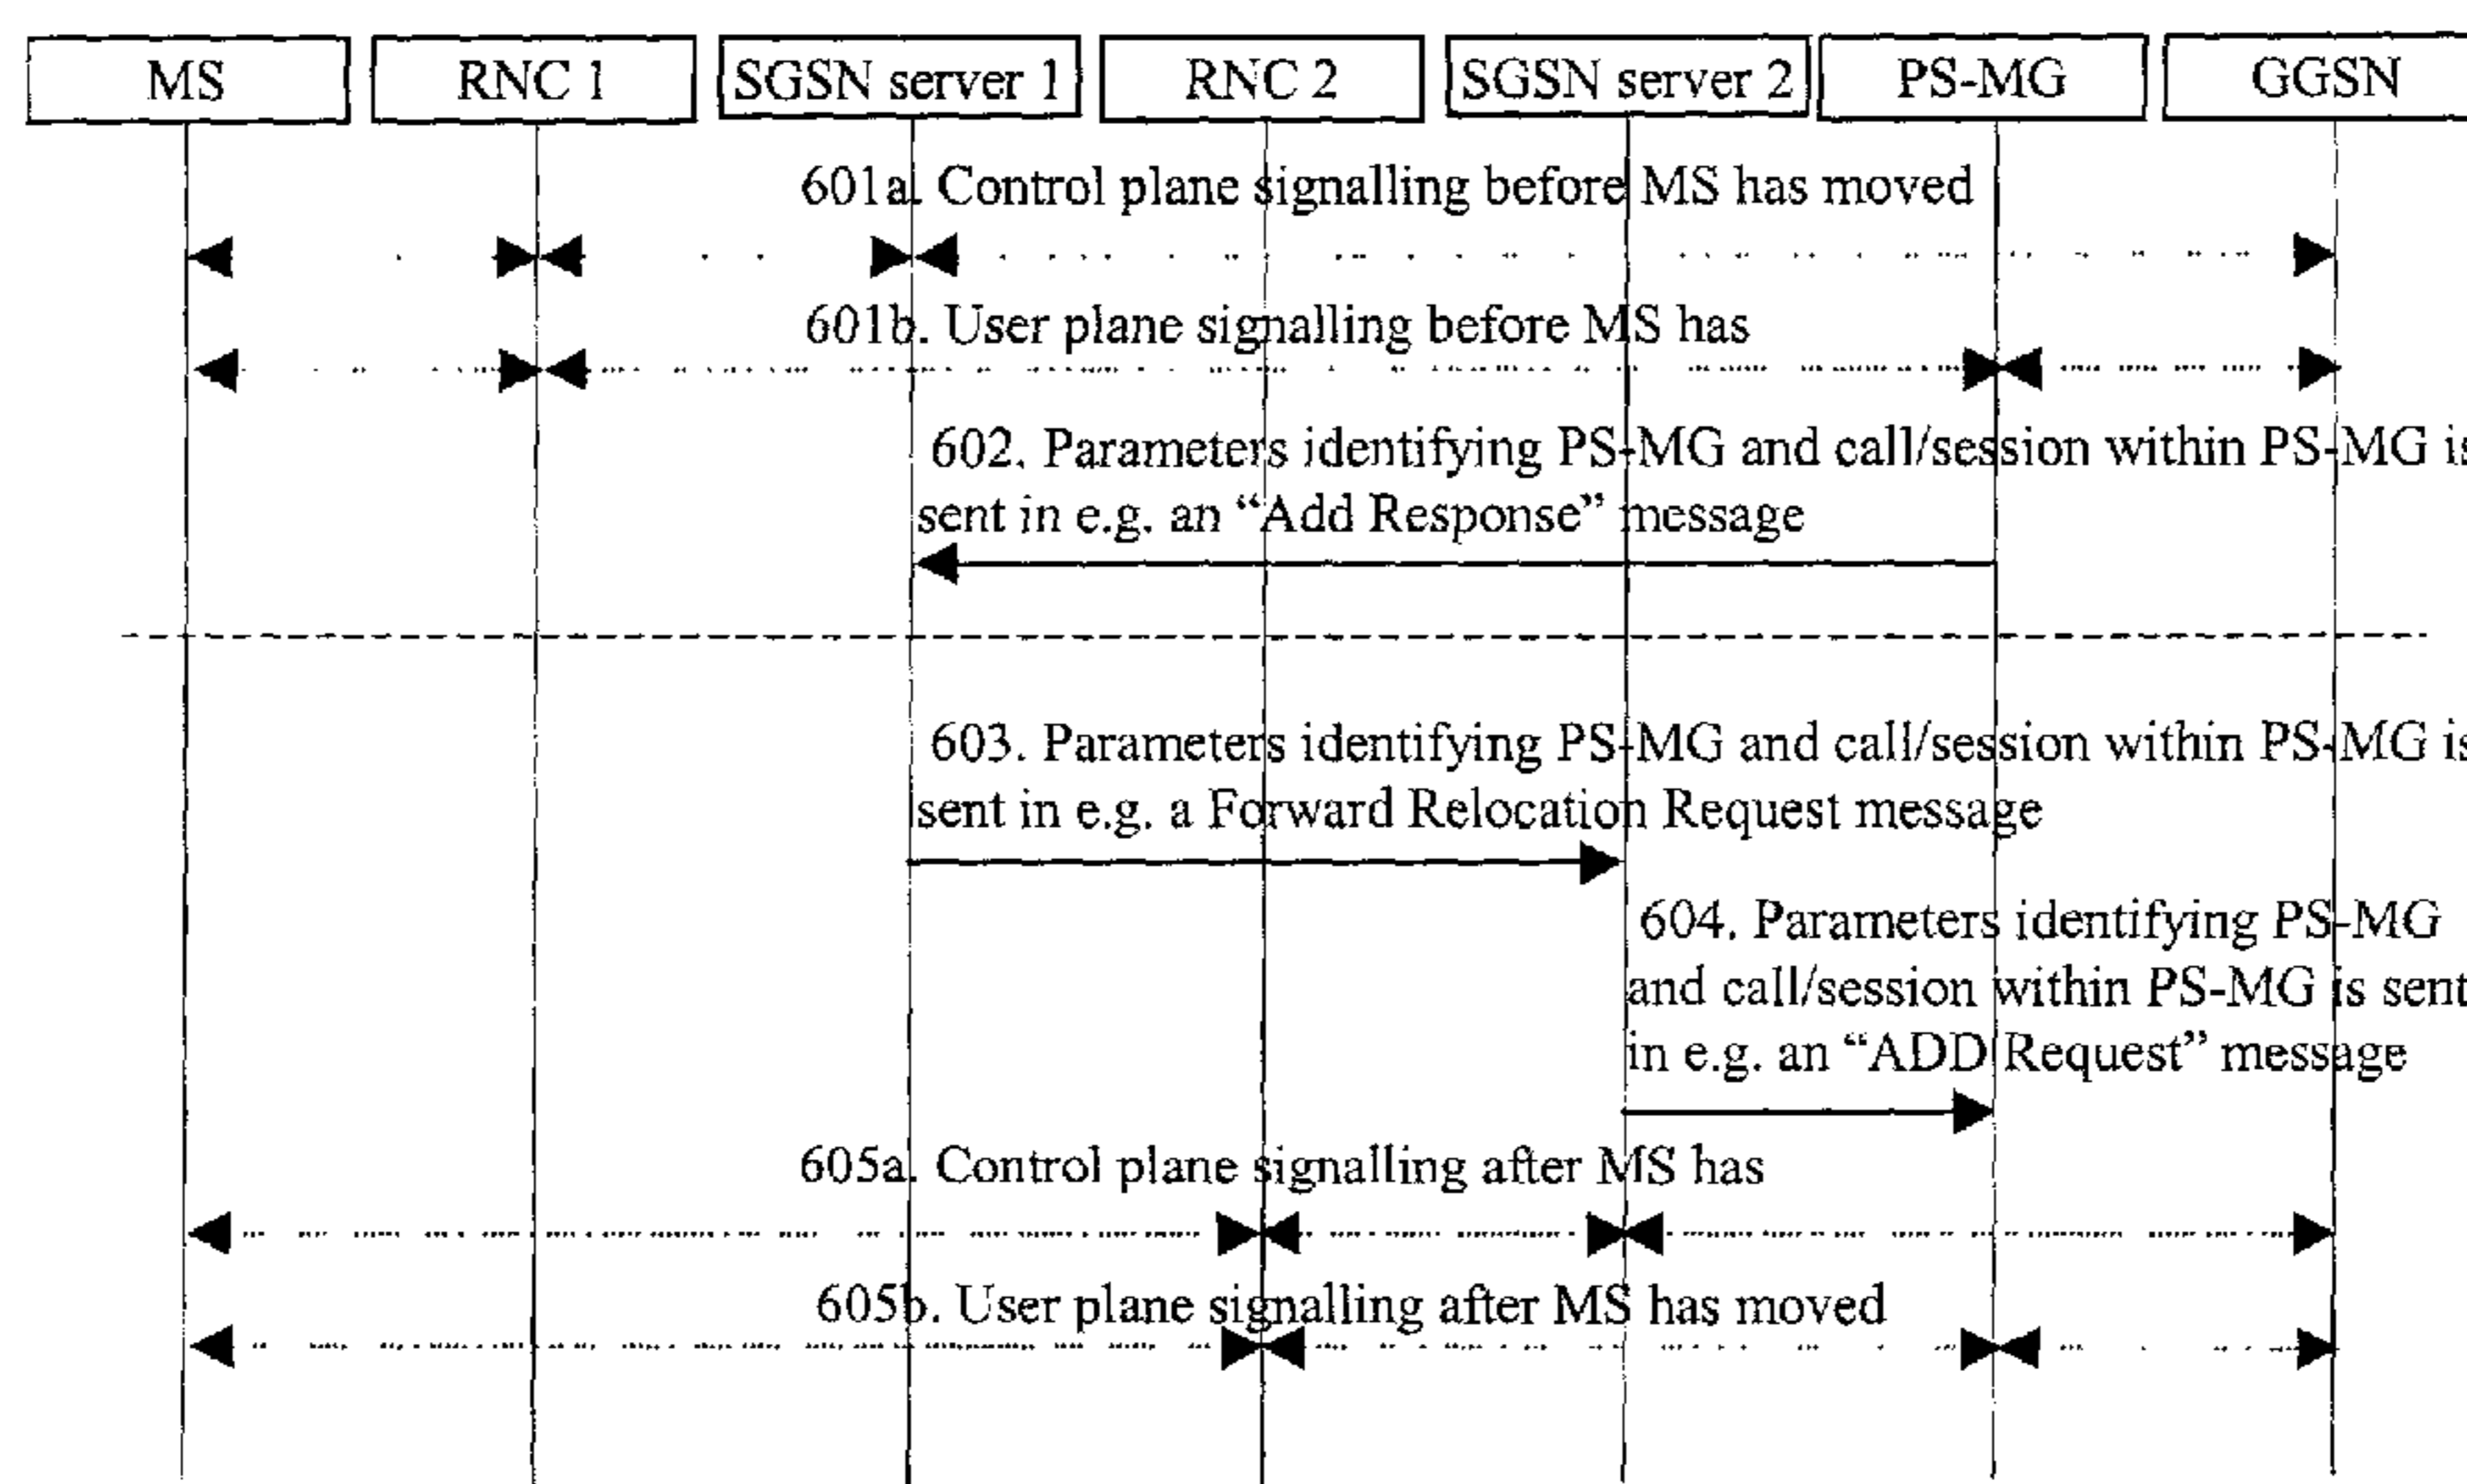 MS RNC 1 SGSN server 1 RNC 2 SGSN server 2 PS-MG GGSN
601a. Control plane signalling before MS has moved
601b. User plane signalling before MS has
602. Parameters identifying PS-MG and call/session within PS-MG is
sent in e.g. an “Add Response” message
603. Parameters identifying PS-MG and call/session within PS-MG is
sent in e.g. a Forward Relocation Request message
604. Parameters identifying PS-MG
and call/session within PS-MG is sent
in e.g. an “ADD Request” message
605a. Control plane signalling after MS has
605b. User plane signalling after MS has moved